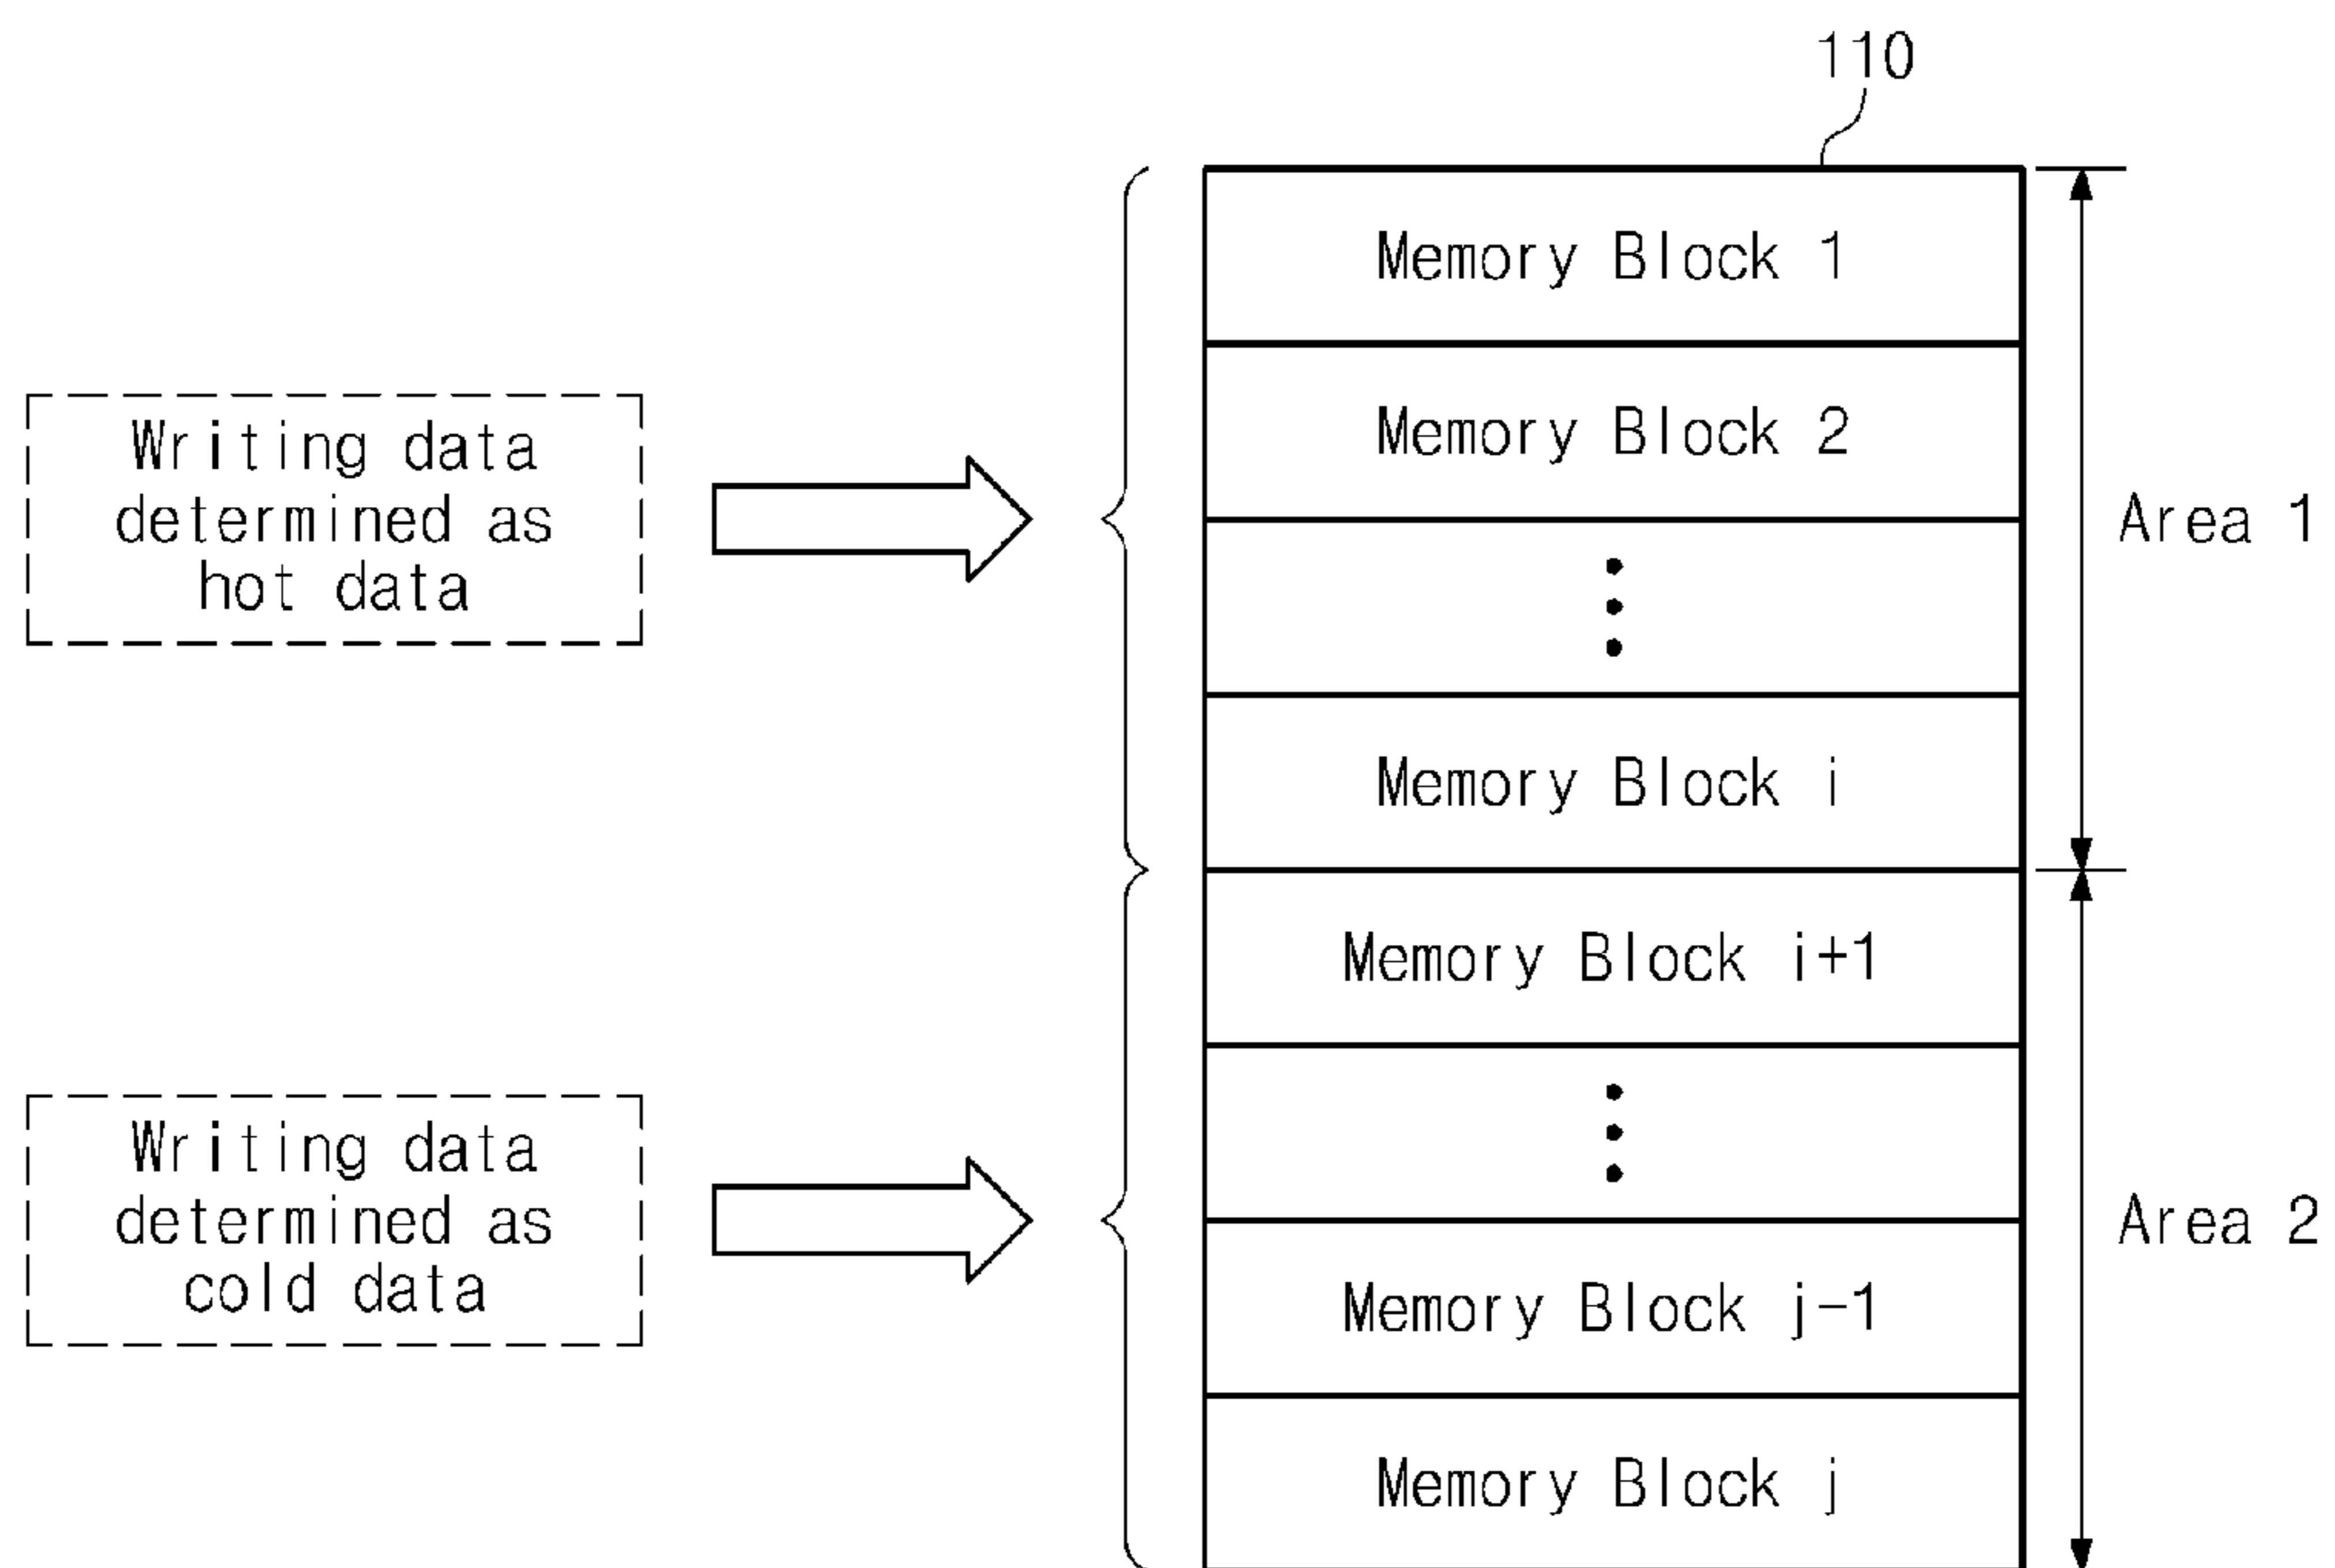 110
Memory Block 1
Memory Block 2
Writing data
determined as
hot data
Area 1
Memory Block i
Memory Block i+1
Writing data
determined as
cold data
Area 2
Memory Block j-1
Memory Block j